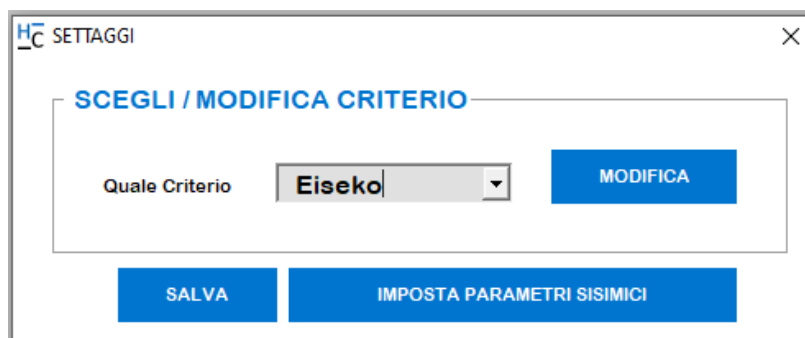 HC SETTAGGI
SCEGLI / MODIFICA CRITERIO
Quale Criterio Eiseko MODIFICA
SALVA IMPOSTA PARAMETRI SISIMICI